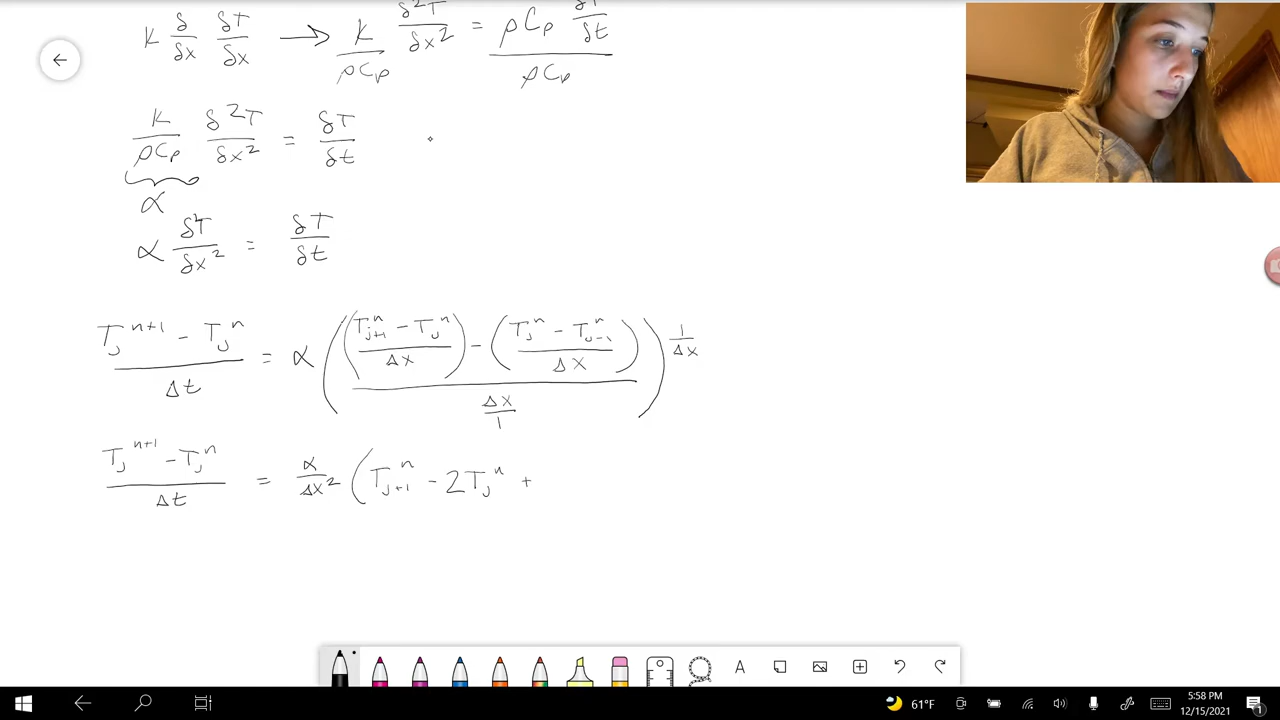 K δ/δx δT/δx → K/ρCp δ²T/δx² = ρCp δT/δt / ρCp
K/ρCp δ²T/δx² = δT/δt
α
α δ²T/δx² = δT/δt
(Tj^n+1 - Tj^n)/Δt = α (((Tj+1^n - Tj^n)/Δx) - ((Tj^n - Tj-1^n)/Δx) / (Δx/1)) 1/Δx
(Tj^n+1 - Tj^n)/Δt = α/Δx² (Tj+1^n - 2Tj^n +
A
61°F
5:58 PM
12/15/2021
1